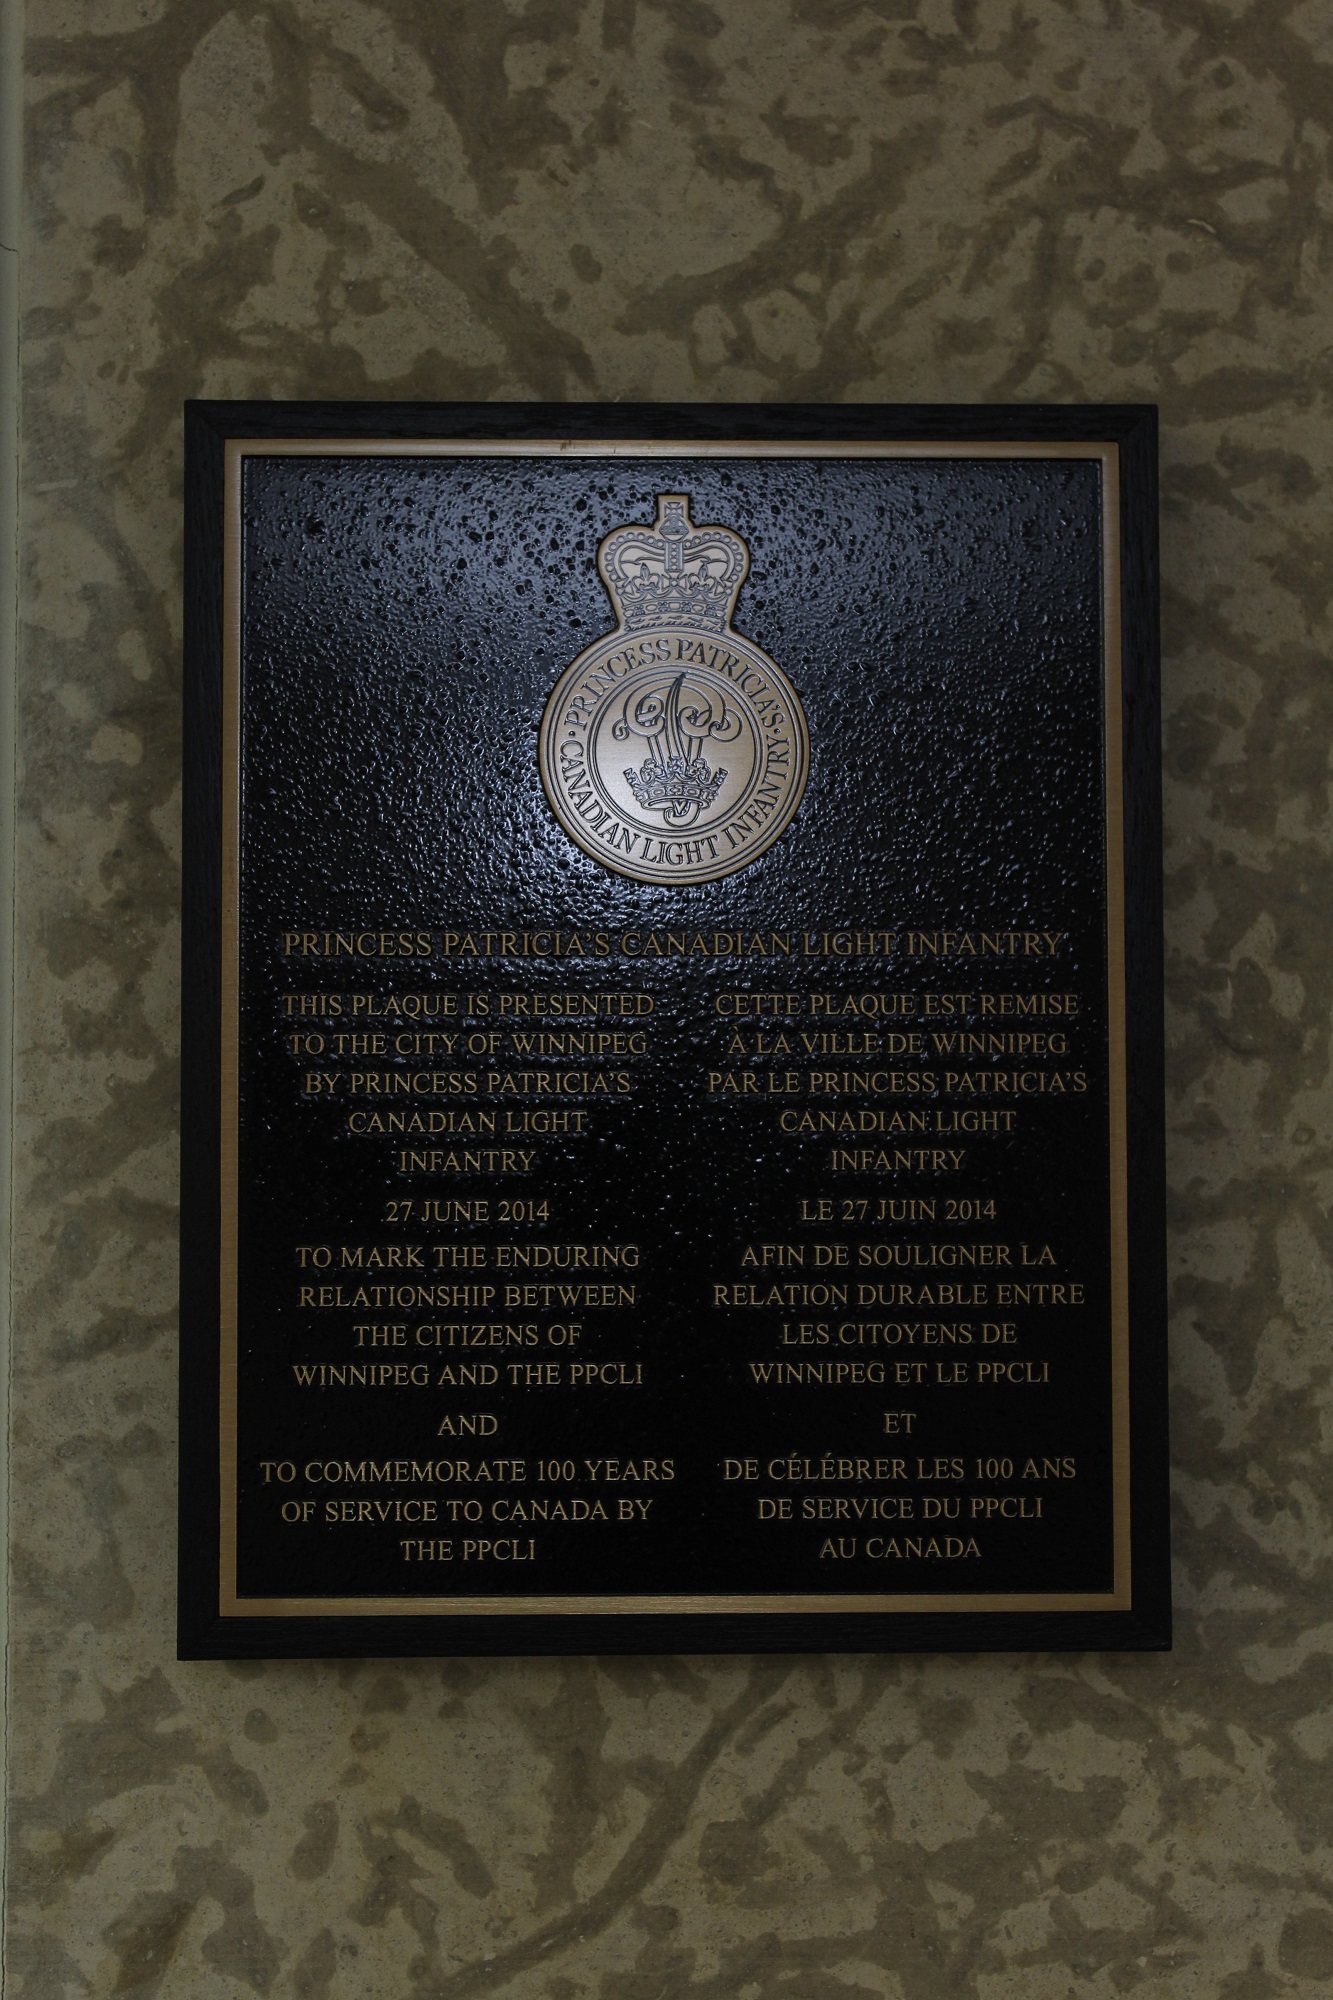 PRINCESS PATRICIA'S
CANADIAN LIGHT INFANTRY
PRINCESS PATRICIA'S CANADIAN LIGHT INFANTRY
THIS PLAQUE IS PRESENTED
TO THE CITY OF WINNIPEG
BY PRINCESS PATRICIA'S
CANADIAN LIGHT
INFANTRY
27 JUNE 2014
TO MARK THE ENDURING
RELATIONSHIP BETWEEN
THE CITIZENS OF
WINNIPEG AND THE PPCLI
AND
TO COMMEMORATE 100 YEARS
OF SERVICE TO CANADA BY
THE PPCLI
CETTE PLAQUE EST REMISE
À LA VILLE DE WINNIPEG
PAR LE PRINCESS PATRICIA'S
CANADIAN LIGHT
INFANTRY
LE 27 JUIN 2014
AFIN DE SOULIGNER LA
RELATION DURABLE ENTRE
LES CITOYENS DE
WINNIPEG ET LE PPCLI
ET
DE CÉLÉBRER LES 100 ANS
DE SERVICE DU PPCLI
AU CANADA